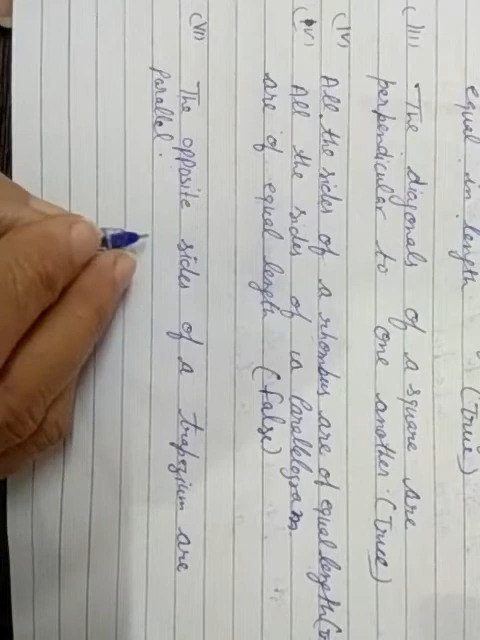 equal in length (True)
(iii) The diagonals of a square are
perpendicular to one another. (True)
(iv) All the sides of a rhombus are of equal length (T
(v) All the sides of a Parallelogram
are of equal length (false)
(vi) The opposite sides of a trapezium are
parallel.